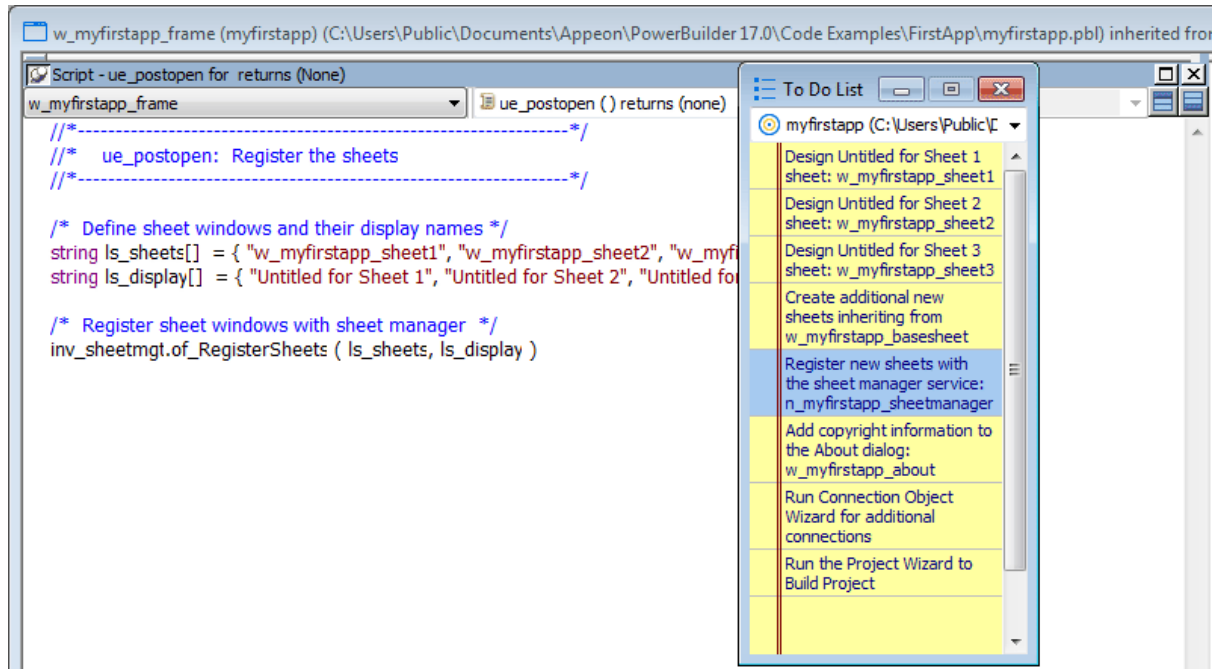 w_myfirstapp_frame (myfirstapp) (C:\Users\Public\Documents\Appeon\PowerBuilder 17.0\Code Examples\FirstApp\myfirstapp.pbl) inherited from
Script - ue_postopen for returns (None)
w_myfirstapp_frame
ue_postopen ( ) returns (none)
//*-----------------------------------------------------------------*/
//* ue_postopen: Register the sheets
//*-----------------------------------------------------------------*/
/* Define sheet windows and their display names */
string ls_sheets[] = { "w_myfirstapp_sheet1", "w_myfirstapp_sheet2", "w_myfi
string ls_display[] = { "Untitled for Sheet 1", "Untitled for Sheet 2", "Untitled for
/* Register sheet windows with sheet manager */
inv_sheetmgt.of_RegisterSheets ( ls_sheets, ls_display )
To Do List
myfirstapp (C:\Users\Public\D
Design Untitled for Sheet 1
sheet: w_myfirstapp_sheet1
Design Untitled for Sheet 2
sheet: w_myfirstapp_sheet2
Design Untitled for Sheet 3
sheet: w_myfirstapp_sheet3
Create additional new
sheets inheriting from
w_myfirstapp_basesheet
Register new sheets with
the sheet manager service:
n_myfirstapp_sheetmanager
Add copyright information to
the About dialog:
w_myfirstapp_about
Run Connection Object
Wizard for additional
connections
Run the Project Wizard to
Build Project